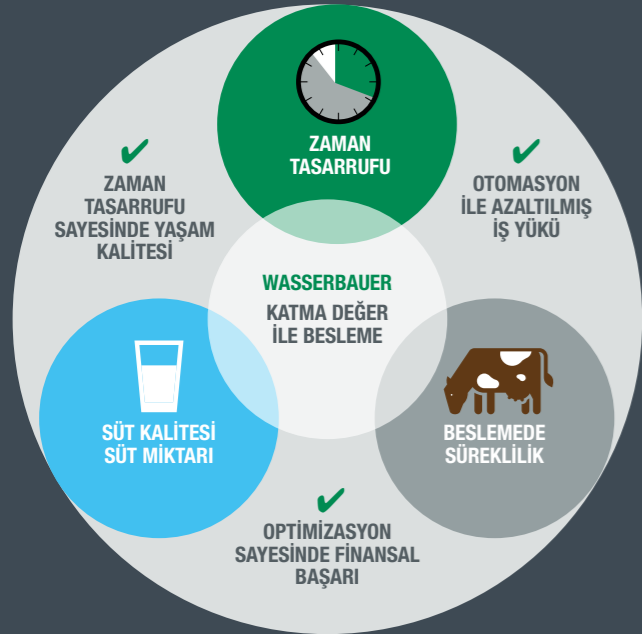 ZAMAN
TASARRUFU
✔
ZAMAN
TASARRUFU
SAYESİNDE YAŞAM
KALİTESİ
✔
OTOMASYON
İLE AZALTILMIŞ
İŞ YÜKÜ
WASSERBAUER
KATMA DEĞER
İLE BESLEME
SÜT KALİTESİ
SÜT MİKTARI
BESLEMEDE
SÜREKLİLİK
✔
OPTİMİZASYON
SAYESİNDE FİNANSAL
BAŞARI